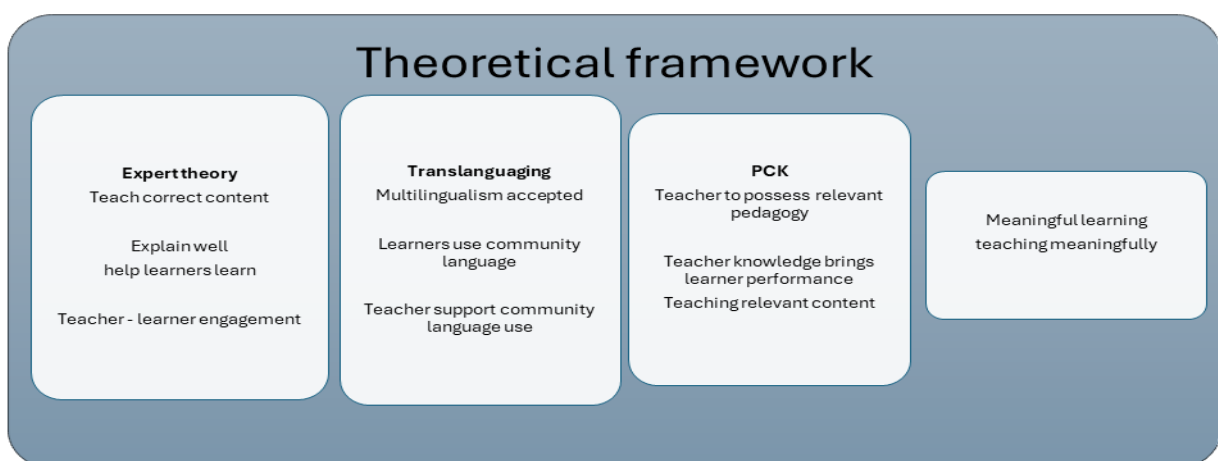 Theoretical framework
Expert theory
Teach correct content
Explain well
help learners learn
Teacher - learner engagement
Translanguaging
Multilingualism accepted
Learners use community
language
Teacher support community
language use
PCK
Teacher to possess relevant
pedagogy
Teacher knowledge brings
learner performance
Teaching relevant content
Meaningful learning
teaching meaningfully